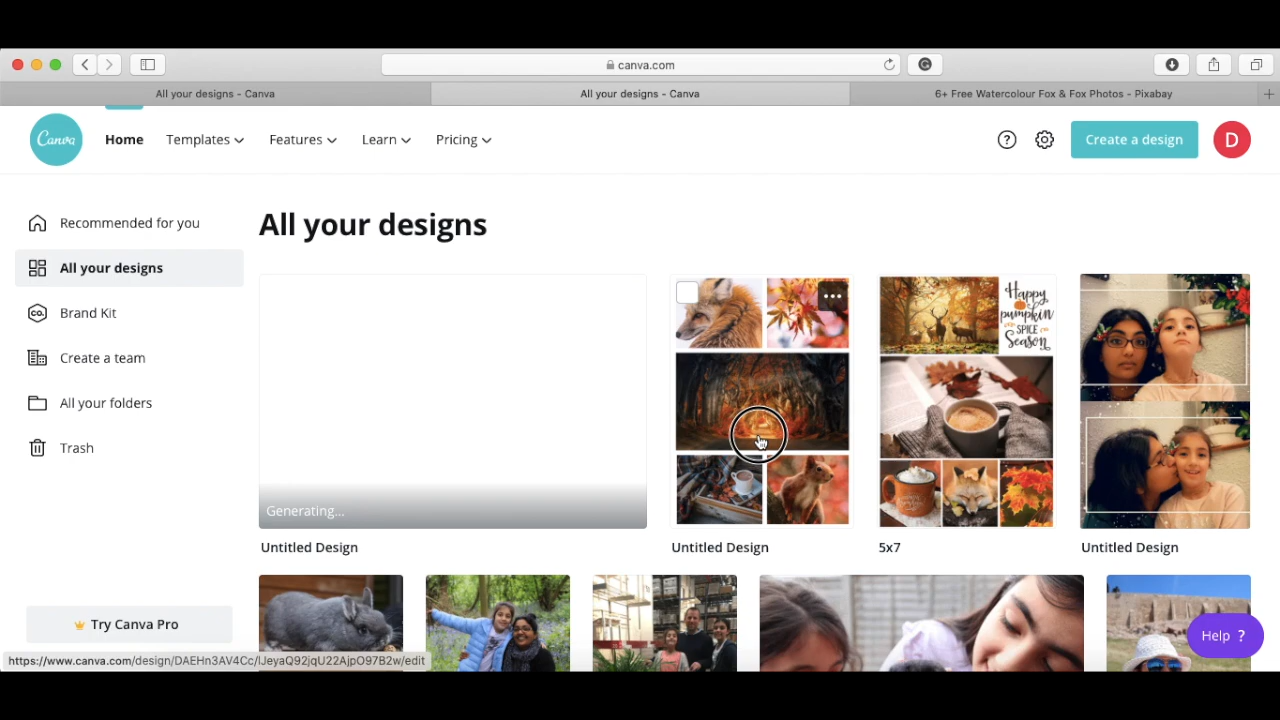 canva.com
All your designs - Canva
All your designs - Canva
6+ Free Watercolour Fox & Fox Photos - Pixabay
Canva
Home
Templates
Features
Learn
Pricing
?
Create a design
D
Recommended for you
All your designs
All your designs
CO.
Brand Kit
Create a team
All your folders
Trash
Try Canva Pro
Generating...
Happy
pumpkin
SPICE
Season
Untitled Design
Untitled Design
5x7
Untitled Design
Help ?
https://www.canva.com/design/DAEHn3AV4Cc/lJeyaQ92jqU22AjpO97B2w/edit